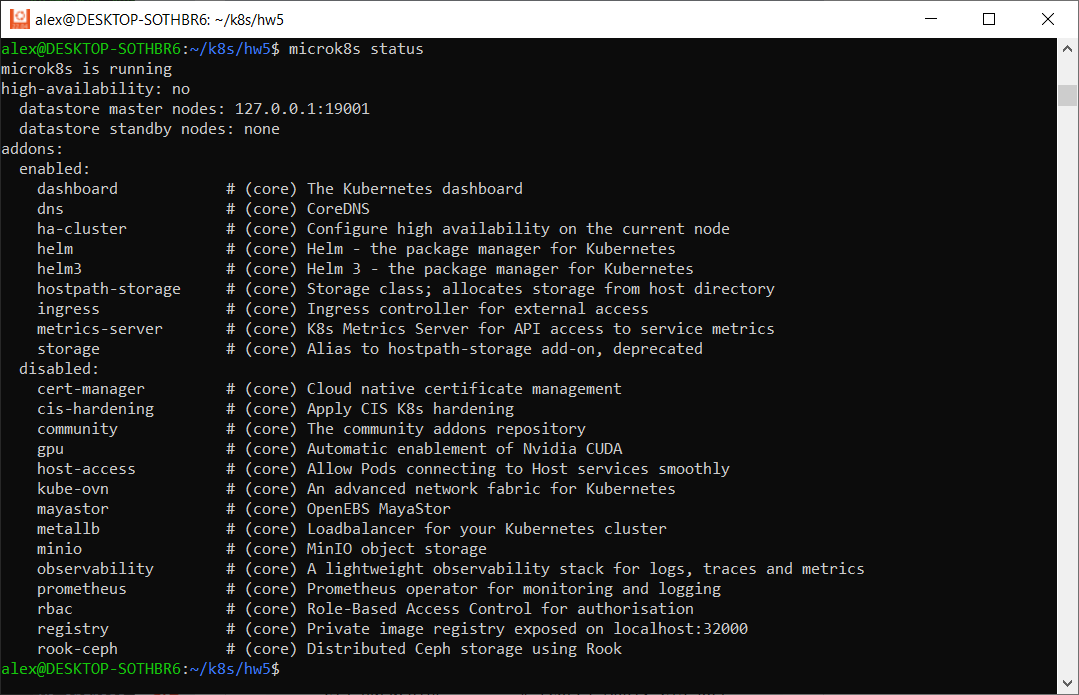 alex@DESKTOP-SOTHBR6: ~/k8s/hw5
alex@DESKTOP-SOTHBR6:~/k8s/hw5$ microk8s status
microk8s is running
high-availability: no
  datastore master nodes: 127.0.0.1:19001
  datastore standby nodes: none
addons:
  enabled:
    dashboard            # (core) The Kubernetes dashboard
    dns                  # (core) CoreDNS
    ha-cluster           # (core) Configure high availability on the current node
    helm                 # (core) Helm - the package manager for Kubernetes
    helm3                # (core) Helm 3 - the package manager for Kubernetes
    hostpath-storage     # (core) Storage class; allocates storage from host directory
    ingress              # (core) Ingress controller for external access
    metrics-server       # (core) K8s Metrics Server for API access to service metrics
    storage              # (core) Alias to hostpath-storage add-on, deprecated
  disabled:
    cert-manager         # (core) Cloud native certificate management
    cis-hardening        # (core) Apply CIS K8s hardening
    community            # (core) The community addons repository
    gpu                  # (core) Automatic enablement of Nvidia CUDA
    host-access          # (core) Allow Pods connecting to Host services smoothly
    kube-ovn             # (core) An advanced network fabric for Kubernetes
    mayastor             # (core) OpenEBS MayaStor
    metallb              # (core) Loadbalancer for your Kubernetes cluster
    minio                # (core) MinIO object storage
    observability        # (core) A lightweight observability stack for logs, traces and metrics
    prometheus           # (core) Prometheus operator for monitoring and logging
    rbac                 # (core) Role-Based Access Control for authorisation
    registry             # (core) Private image registry exposed on localhost:32000
    rook-ceph            # (core) Distributed Ceph storage using Rook
alex@DESKTOP-SOTHBR6:~/k8s/hw5$